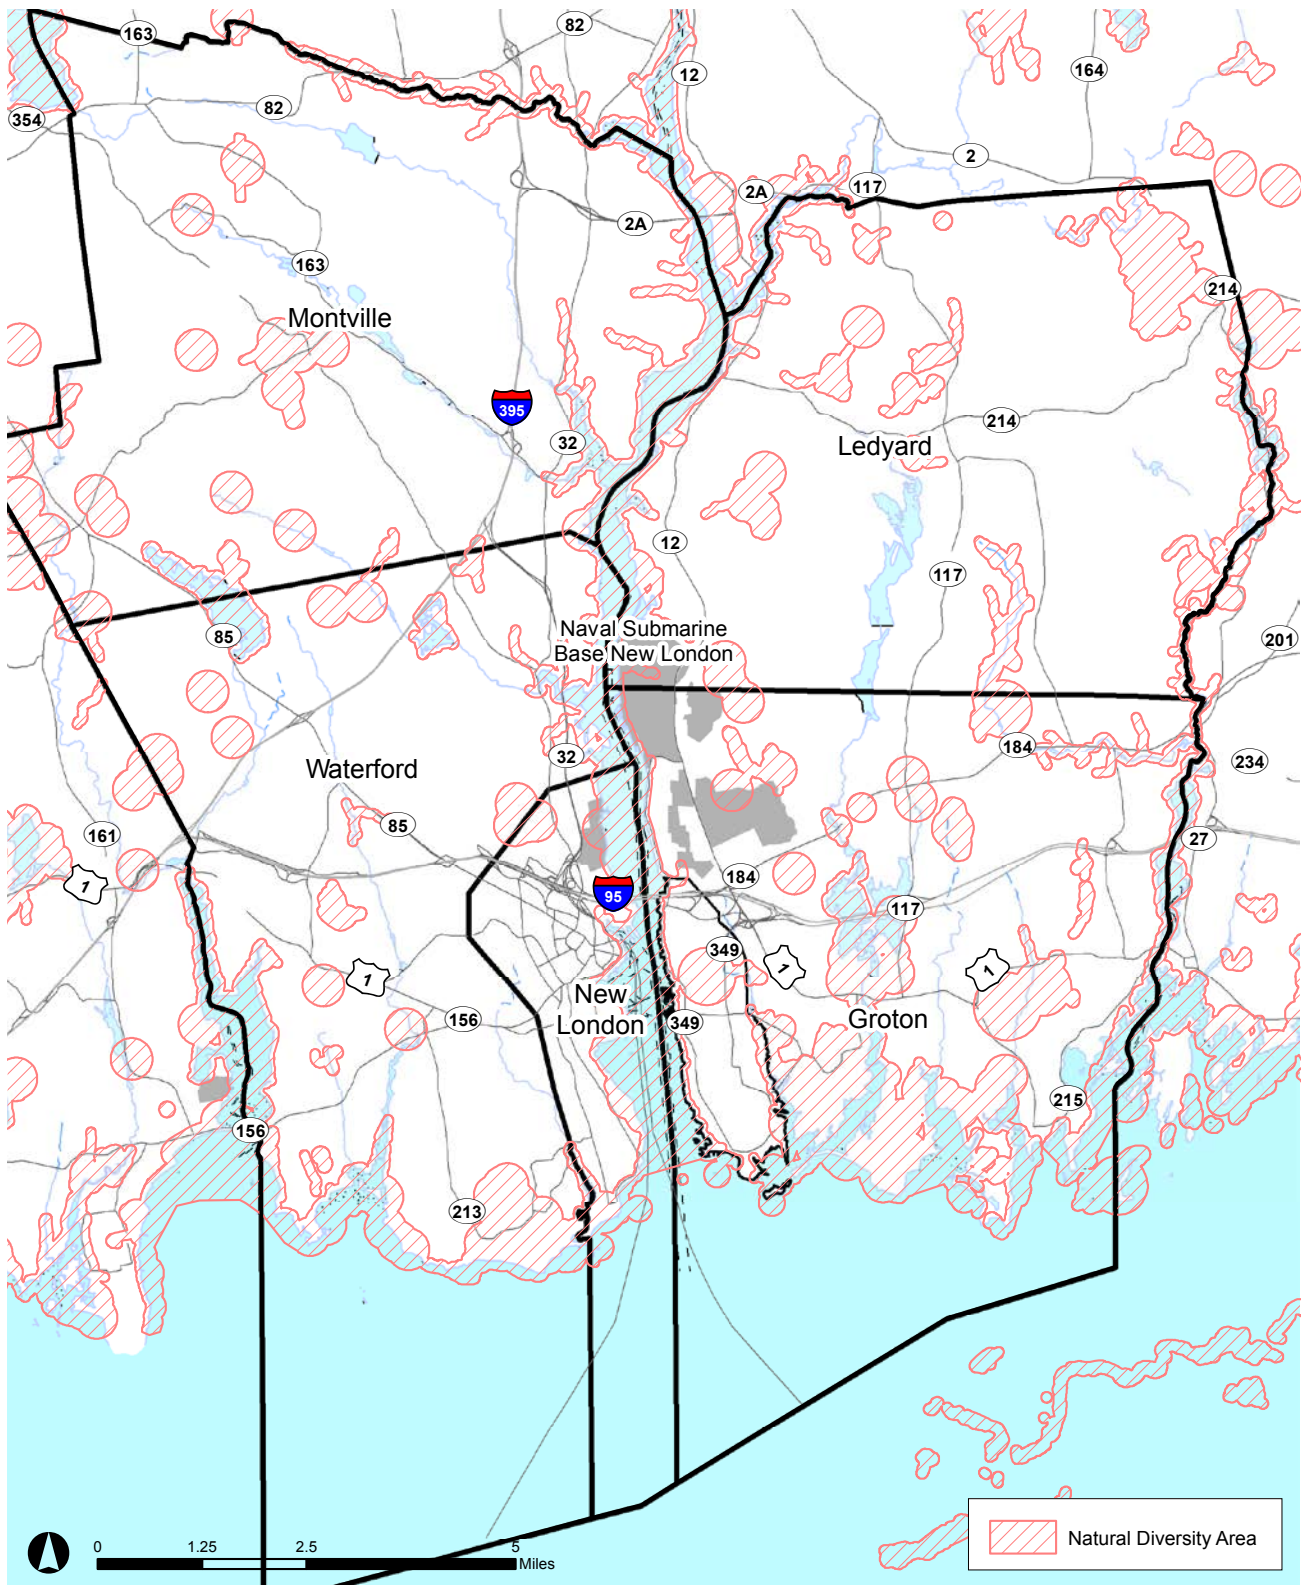 163
82
12
164
82
354
2
2A
117
2A
163
214
Montville
395
32
214
Ledyard
12
117
85
Naval Submarine
Base New London
201
184
32
234
Waterford
85
161
27
1
95
184
117
349
1
1
New
London
156
349
Groton
215
156
213
0 1.25 2.5 5
Miles
Natural Diversity Area